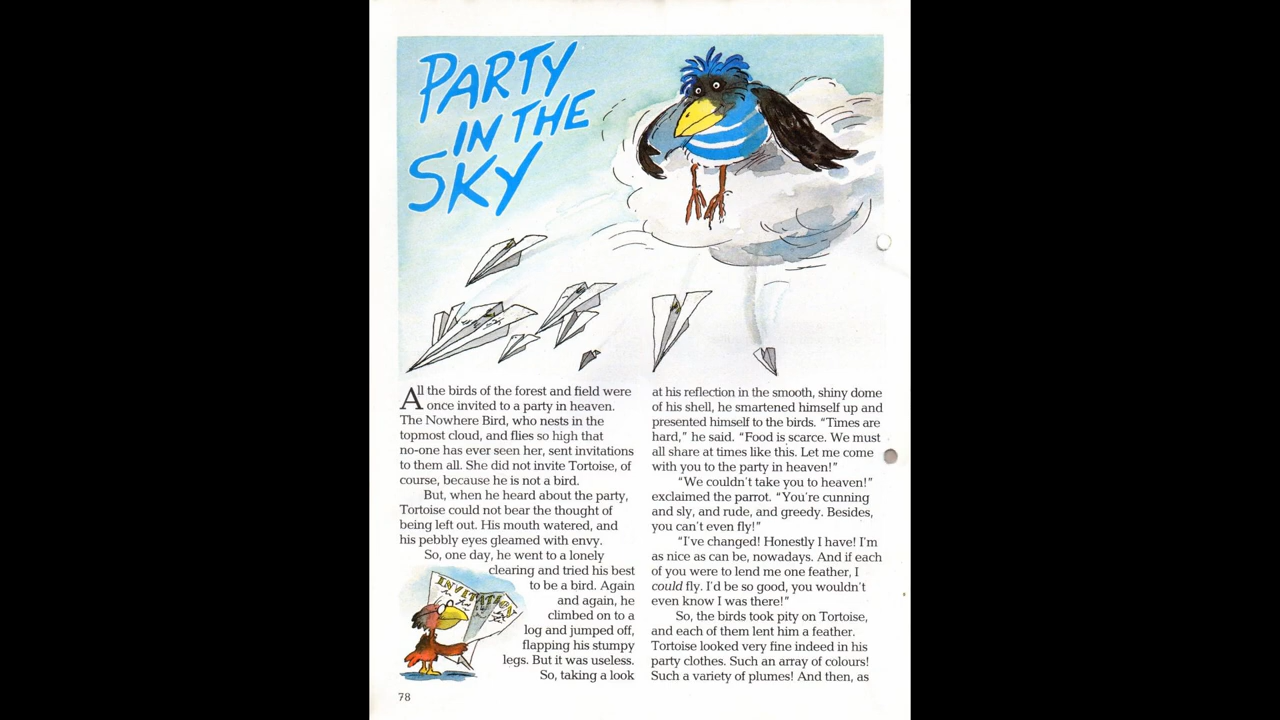 PARTY
IN THE
SKY
All the birds of the forest and field were
once invited to a party in heaven.
The Nowhere Bird, who nests in the
topmost cloud, and flies so high that
no-one has ever seen her, sent invitations
to them all. She did not invite Tortoise, of
course, because he is not a bird.
But, when he heard about the party,
Tortoise could not bear the thought of
being left out. His mouth watered, and
his pebbly eyes gleamed with envy.
So, one day, he went to a lonely
clearing and tried his best
to be a bird. Again
and again, he
climbed on to a
log and jumped off,
flapping his stumpy
legs. But it was useless.
So, taking a look
INVITATION
78
at his reflection in the smooth, shiny dome
of his shell, he smartened himself up and
presented himself to the birds. “Times are
hard,” he said. “Food is scarce. We must
all share at times like this. Let me come
with you to the party in heaven!”
“We couldn't take you to heaven!”
exclaimed the parrot. “You're cunning
and sly, and rude, and greedy. Besides,
you can't even fly!”
“I've changed! Honestly I have! I'm
as nice as can be, nowadays. And if each
of you were to lend me one feather, I
could fly. I'd be so good, you wouldn't
even know I was there!”
So, the birds took pity on Tortoise,
and each of them lent him a feather.
Tortoise looked very fine indeed in his
party clothes. Such an array of colours!
Such a variety of plumes! And then, as